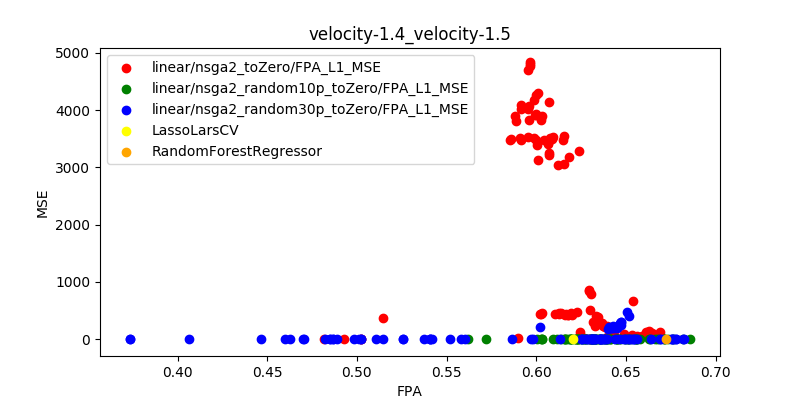 velocity-1.4_velocity-1.5
linear/nsga2_toZero/FPA_L1_MSE
linear/nsga2_random10p_toZero/FPA_L1_MSE
linear/nsga2_random30p_toZero/FPA_L1_MSE
LassoLarsCV
RandomForestRegressor
MSE
5000
4000
3000
2000
1000
0
0.40
0.45
0.50
0.55
0.60
0.65
0.70
FPA